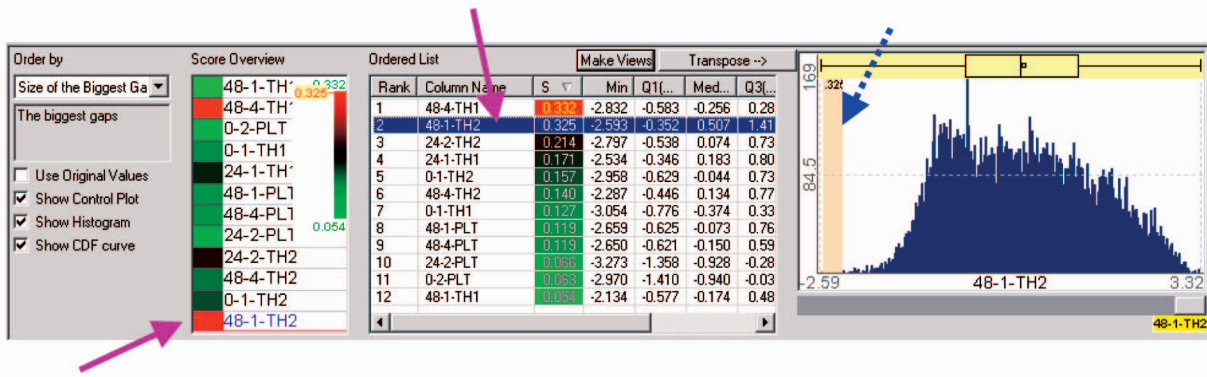 Order by
Size of the Biggest Ga
The biggest gaps
Use Original Values
Show Control Plot
Show Histogram
Show CDF curve
Score Overview
48-1-TH1
48-4-TH1
0-2-PLT
0-1-TH1
24-1-TH1
48-1-PLT
48-4-PLT
24-2-PLT
24-2-TH2
48-4-TH2
0-1-TH2
48-1-TH2
0.332
0.325
0.054
Ordered List Make Views Transpose -->
Rank Column Name S Min Q1(... Med... Q3(...
1 48-4-TH1 0.332 -2.832 -0.583 -0.256 0.28
2 48-1-TH2 0.325 -2.593 -0.352 0.507 1.41
3 24-2-TH2 0.214 -2.797 -0.538 0.074 0.73
4 24-1-TH1 0.171 -2.534 -0.346 0.183 0.80
5 0-1-TH2 0.157 -2.958 -0.629 -0.044 0.73
6 48-4-TH2 0.140 -2.287 -0.446 0.134 0.77
7 0-1-TH1 0.127 -3.054 -0.776 -0.374 0.33
8 48-1-PLT 0.119 -2.659 -0.625 -0.073 0.76
9 48-4-PLT 0.119 -2.650 -0.621 -0.150 0.59
10 24-2-PLT 0.066 -3.273 -1.358 -0.928 -0.28
11 0-2-PLT 0.063 -2.970 -1.410 -0.940 -0.03
12 48-1-TH1 0.054 -2.134 -0.577 -0.174 0.48
169
.32
84.5
-2.59 48-1-TH2 3.32
48-1-TH2